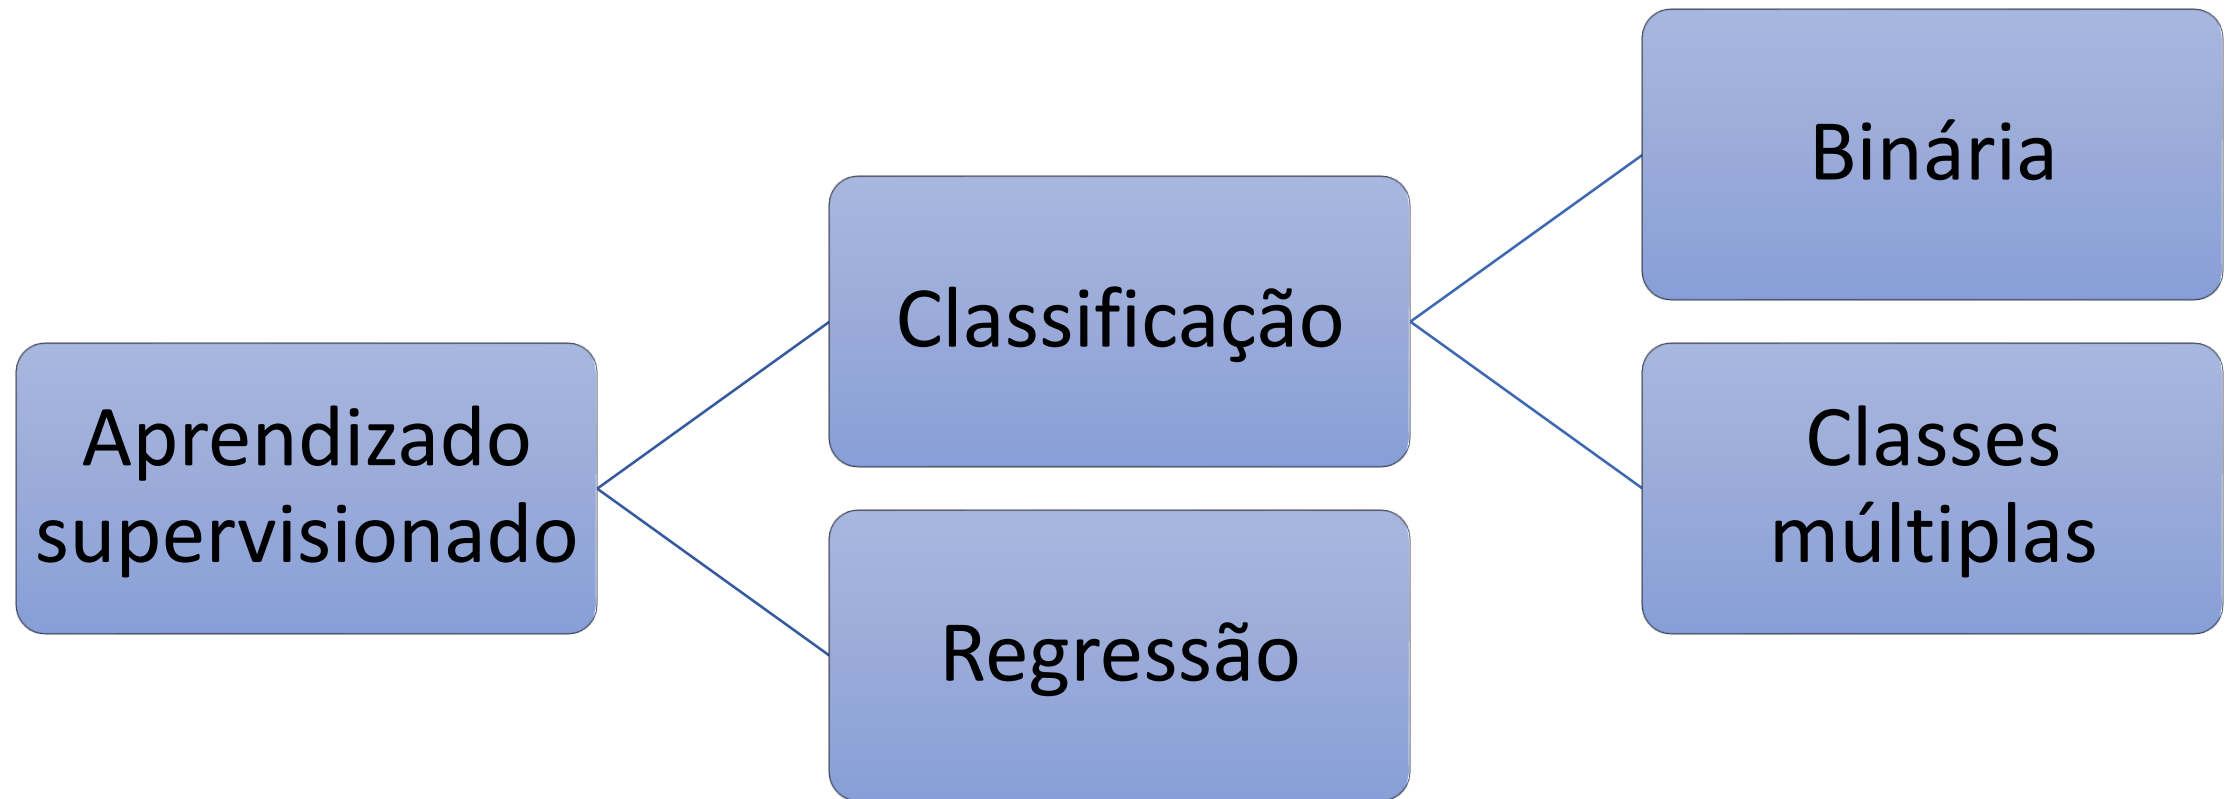 Aprendizado
supervisionado
Classificação
Regressão
Binária
Classes
múltiplas